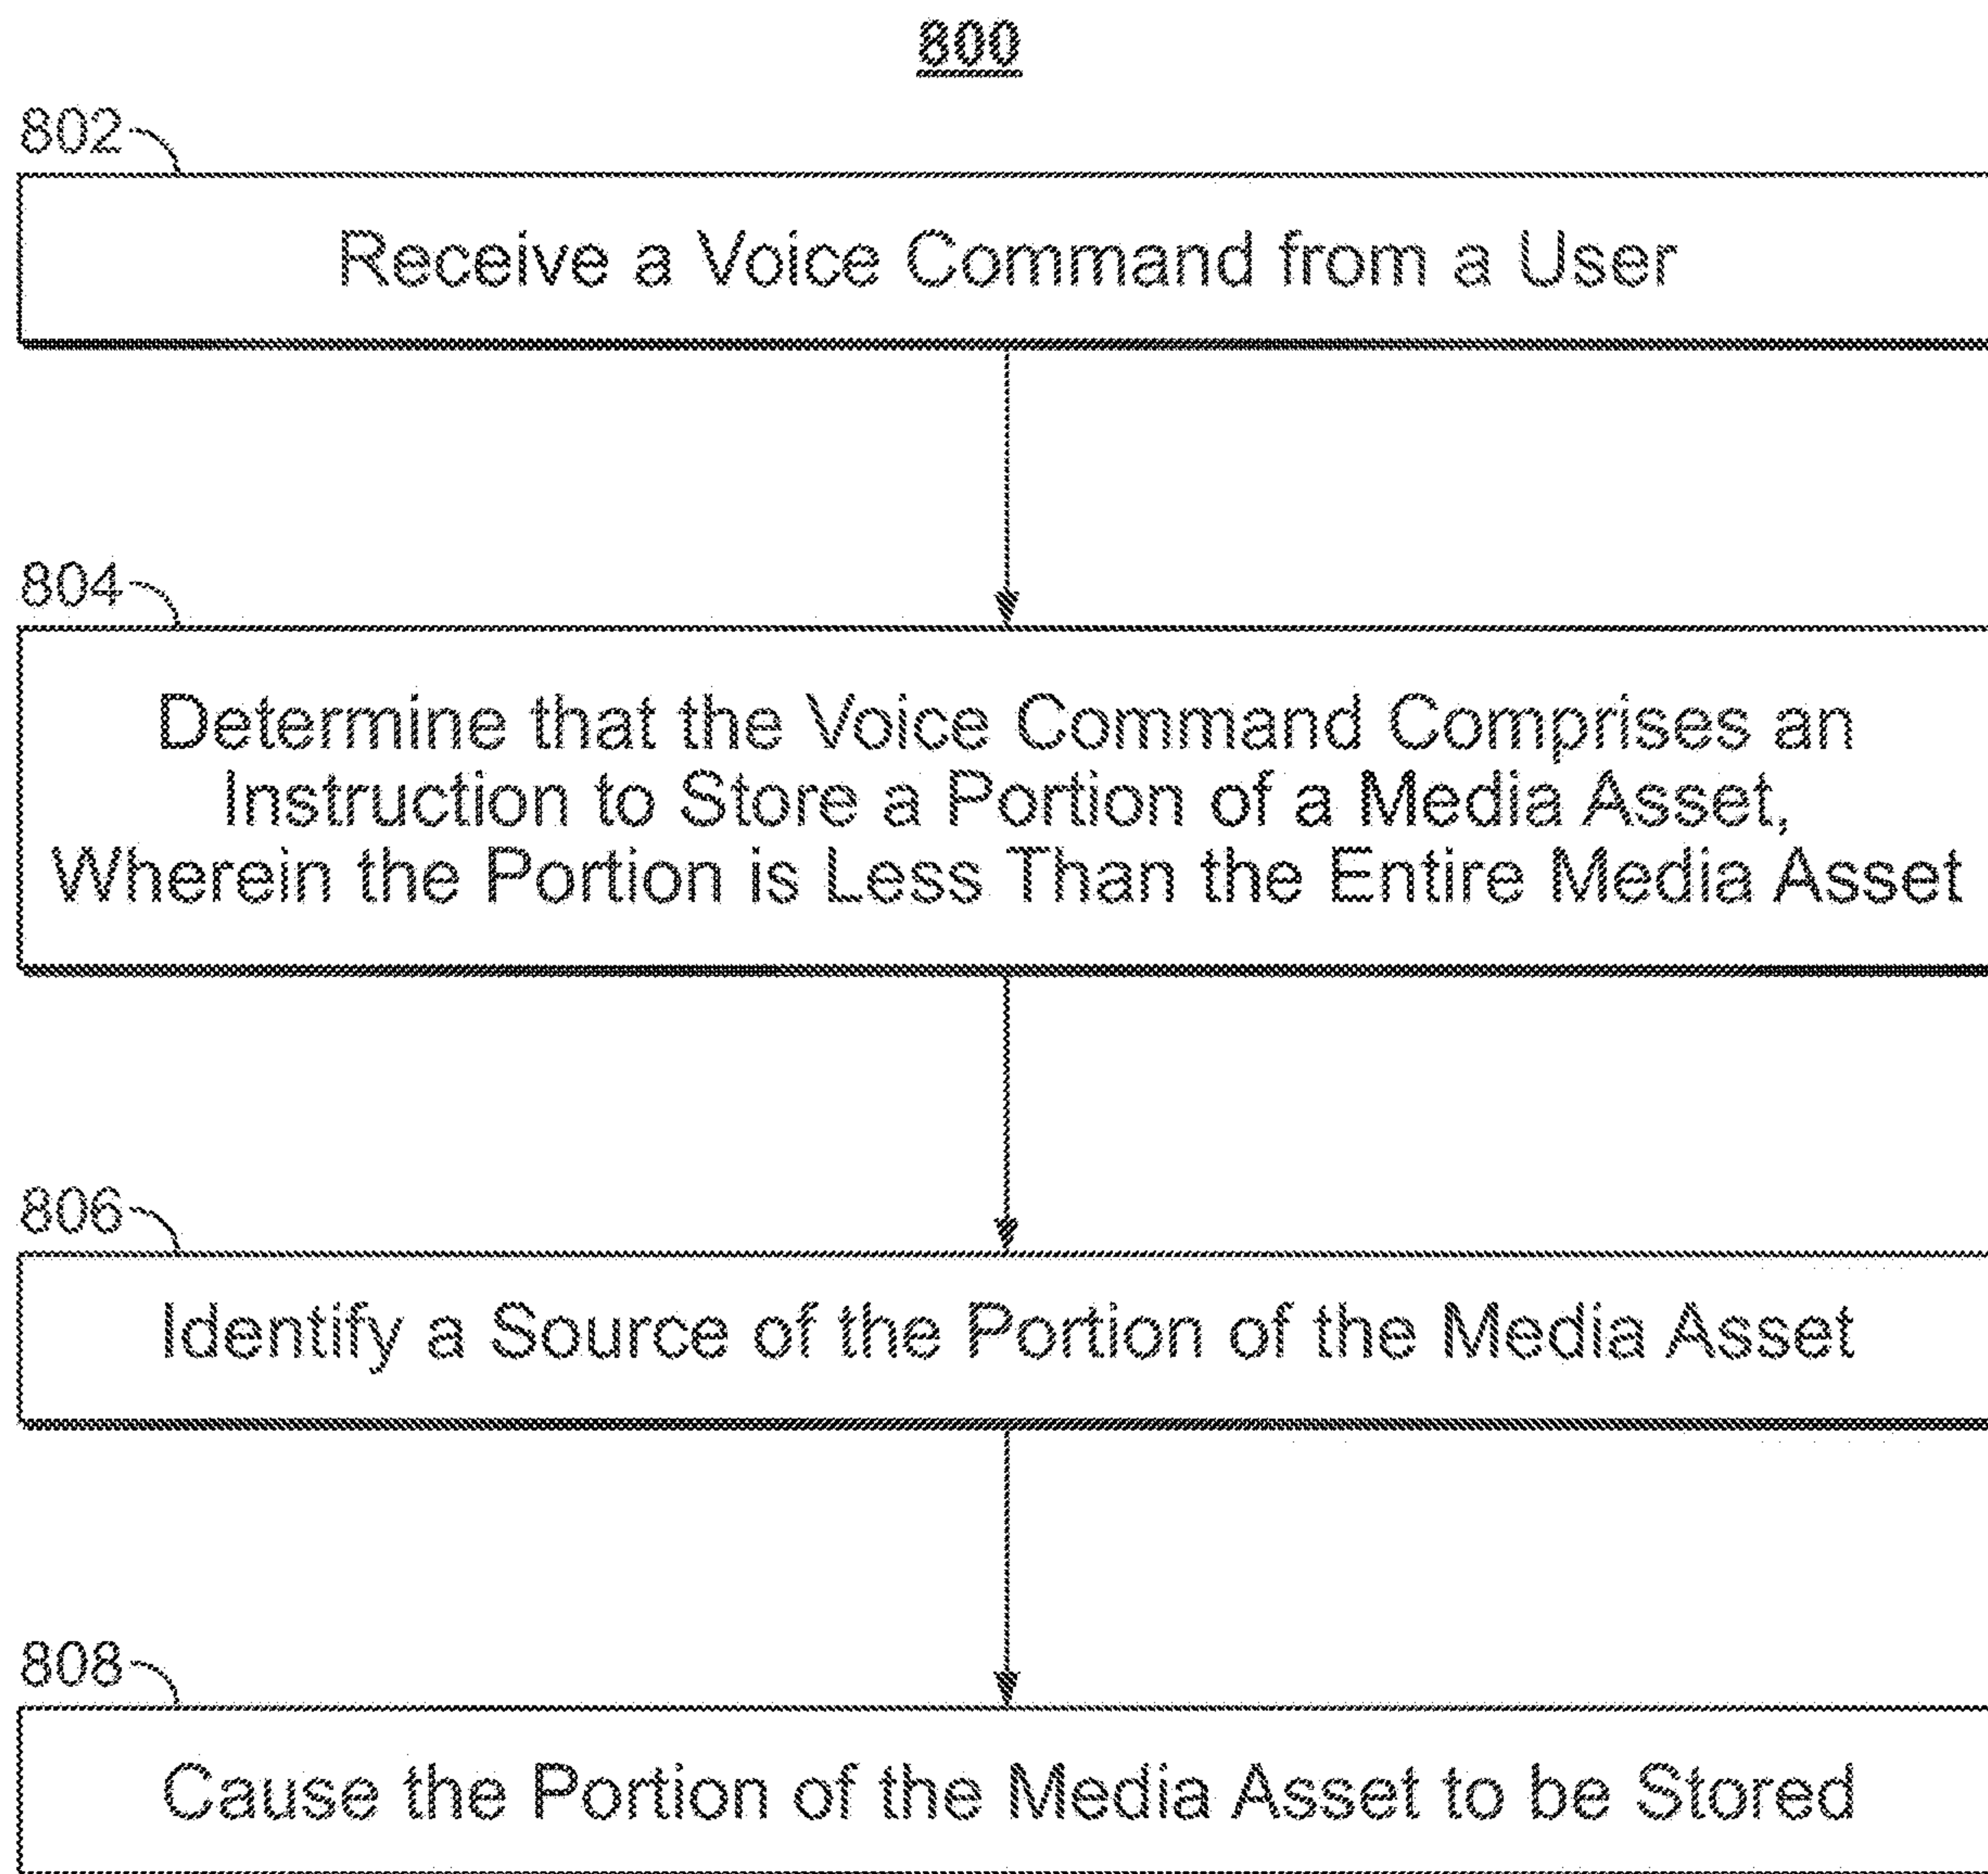 800
802
Receive a Voice Command from a User
804
Determine that the Voice Command Comprises an
Instruction to Store a Portion of a Media Asset,
Wherein the Portion is Less Than the Entire Media Asset
806
Identify a Source of the Portion of the Media Asset
808
Cause the Portion of the Media Asset to be Stored